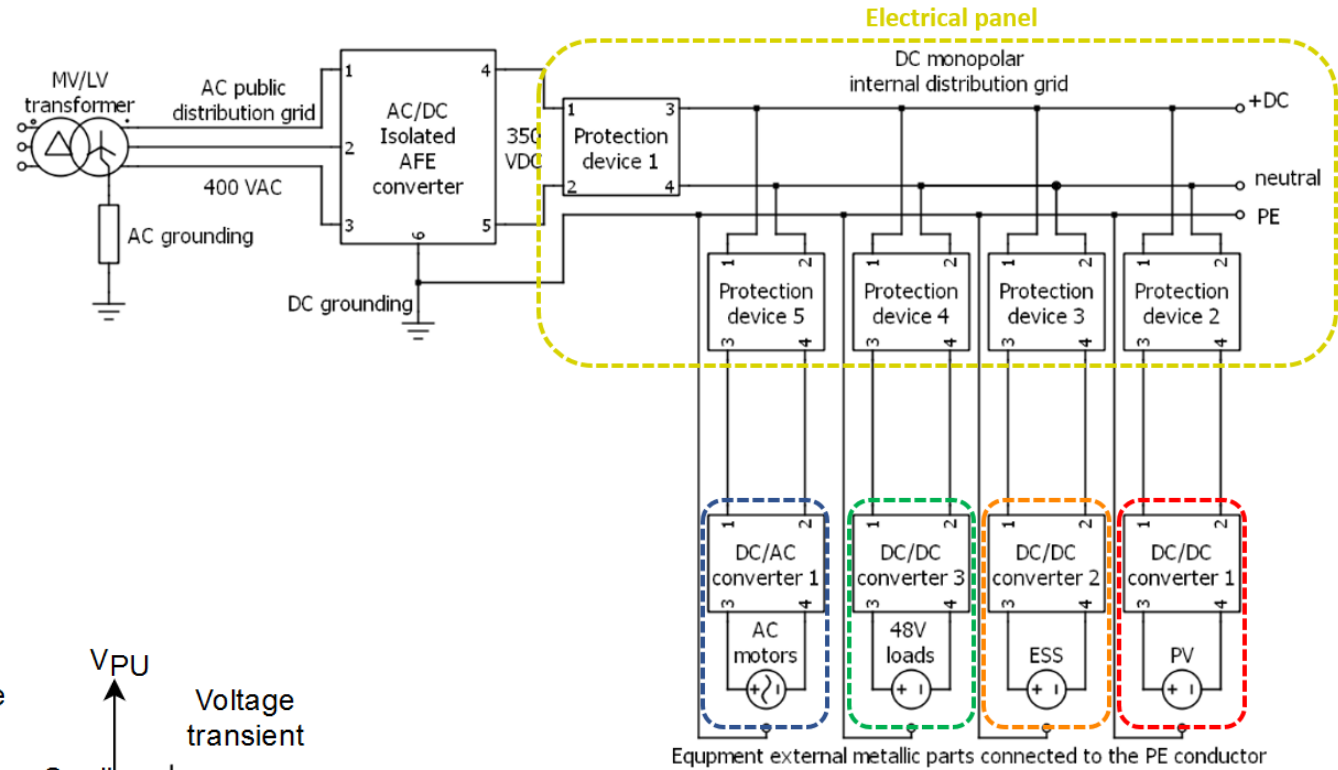 Electrical panel
MV/LV
transformer
AC public
distribution grid
400 VAC
AC grounding
1
2
3
4
5
6
AC/DC
Isolated
AFE
converter
DC grounding
350
VDC
1
2
3
4
Protection
device 1
DC monopolar
internal distribution grid
+DC
neutral
PE
1 2
Protection
device 5
3 4
1 2
Protection
device 4
3 4
1 2
Protection
device 3
3 4
1 2
Protection
device 2
3 4
1 2
DC/AC
converter 1
3 4
AC
motors
1 2
DC/DC
converter 3
3 4
48V
loads
1 2
DC/DC
converter 2
3 4
ESS
1 2
DC/DC
converter 1
3 4
PV
Equpment external metallic parts connected to the PE conductor
VPU
Voltage
transient